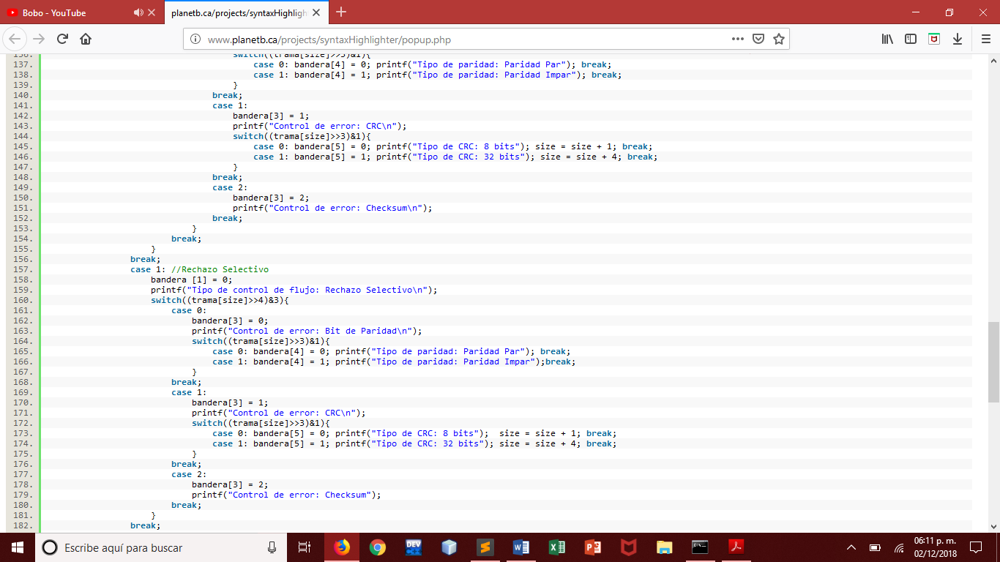 Bobo - YouTube
planetb.ca/projects/syntaxHighligh
www.planetb.ca/projects/syntaxHighlighter/popup.php
136. switch((trama[size]>>3)&1){
137. case 0: bandera[4] = 0; printf("Tipo de paridad: Paridad Par"); break;
138. case 1: bandera[4] = 1; printf("Tipo de paridad: Paridad Impar"); break;
139. }
140. break;
141. case 1:
142. bandera[3] = 1;
143. printf("Control de error: CRC\n");
144. switch((trama[size]>>3)&1){
145. case 0: bandera[5] = 0; printf("Tipo de CRC: 8 bits"); size = size + 1; break;
146. case 1: bandera[5] = 1; printf("Tipo de CRC: 32 bits"); size = size + 4; break;
147. }
148. break;
149. case 2:
150. bandera[3] = 2;
151. printf("Control de error: Checksum\n");
152. break;
153. }
154. break;
155. }
156. break;
157. case 1: //Rechazo Selectivo
158. bandera [1] = 0;
159. printf("Tipo de control de flujo: Rechazo Selectivo\n");
160. switch((trama[size]>>4)&3){
161. case 0:
162. bandera[3] = 0;
163. printf("Control de error: Bit de Paridad\n");
164. switch((trama[size]>>3)&1){
165. case 0: bandera[4] = 0; printf("Tipo de paridad: Paridad Par"); break;
166. case 1: bandera[4] = 1; printf("Tipo de paridad: Paridad Impar");break;
167. }
168. break;
169. case 1:
170. bandera[3] = 1;
171. printf("Control de error: CRC\n");
172. switch((trama[size]>>3)&1){
173. case 0: bandera[5] = 0; printf("Tipo de CRC: 8 bits");  size = size + 1; break;
174. case 1: bandera[5] = 1; printf("Tipo de CRC: 32 bits"); size = size + 4; break;
175. }
176. break;
177. case 2:
178. bandera[3] = 2;
179. printf("Control de error: Checksum");
180. break;
181. }
182. break;
Escribe aquí para buscar
DEV
06:11 p. m.
02/12/2018